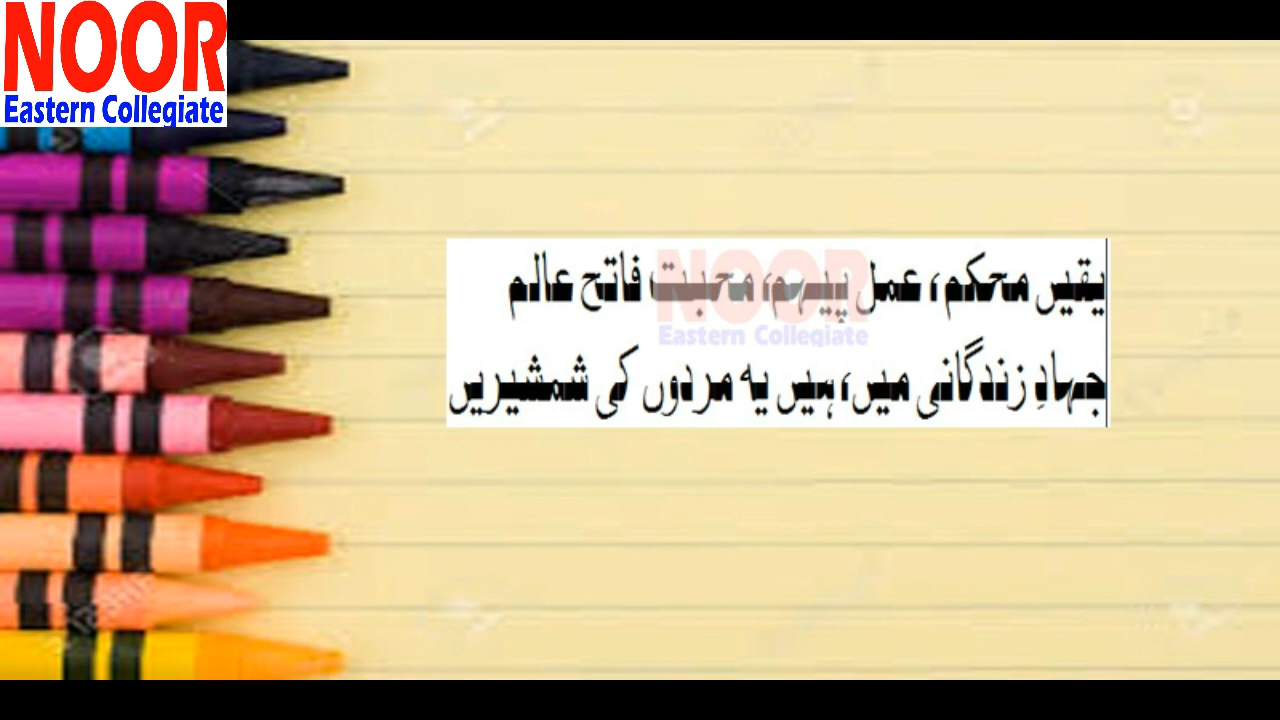 NOOR
Eastern Collegiate
یقیں محکم، عمل پیہم، محبت فاتح عالم
جہادِ زندگانی میں، ہیں یہ مردوں کی شمشیریں
NOOR
Eastern Collegiate